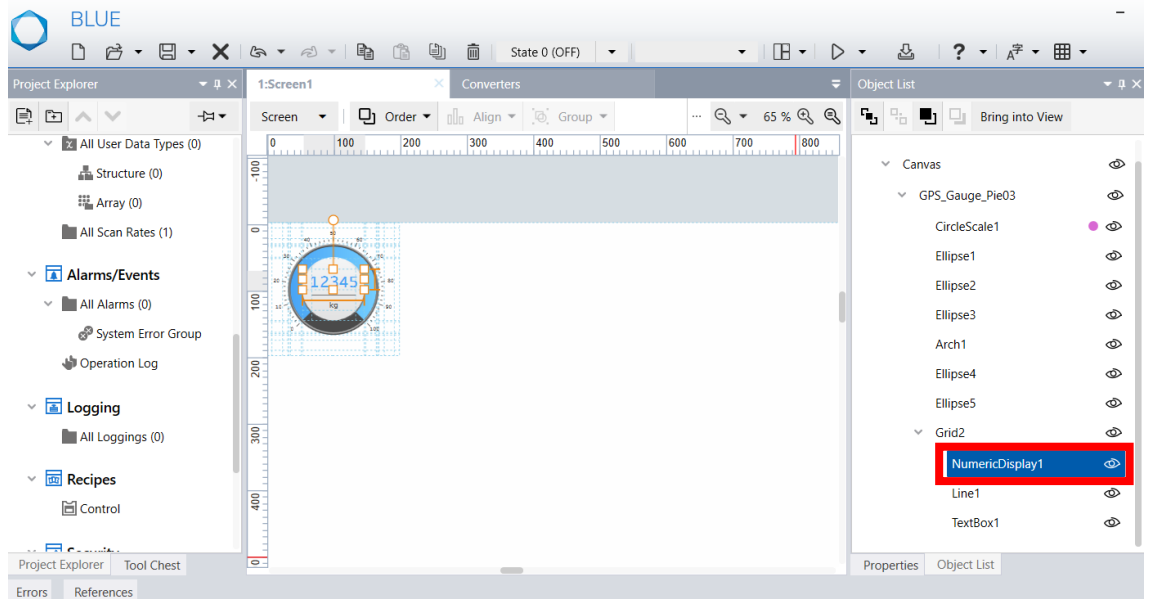 BLUE
State 0 (OFF)
Project Explorer
1:Screen1
Converters
Object List
Screen
Order
Align
Group
65 %
Bring into View
All User Data Types (0)
Structure (0)
Array (0)
All Scan Rates (1)
Alarms/Events
All Alarms (0)
System Error Group
Operation Log
Logging
All Loggings (0)
Recipes
Control
0 100 200 300 400 500 600 700 800
-100
0
100
200
300
400
12345
kg
Canvas
GPS_Gauge_Pie03
CircleScale1
Ellipse1
Ellipse2
Ellipse3
Arch1
Ellipse4
Ellipse5
Grid2
NumericDisplay1
Line1
TextBox1
Project Explorer
Tool Chest
Properties
Object List
Errors
References